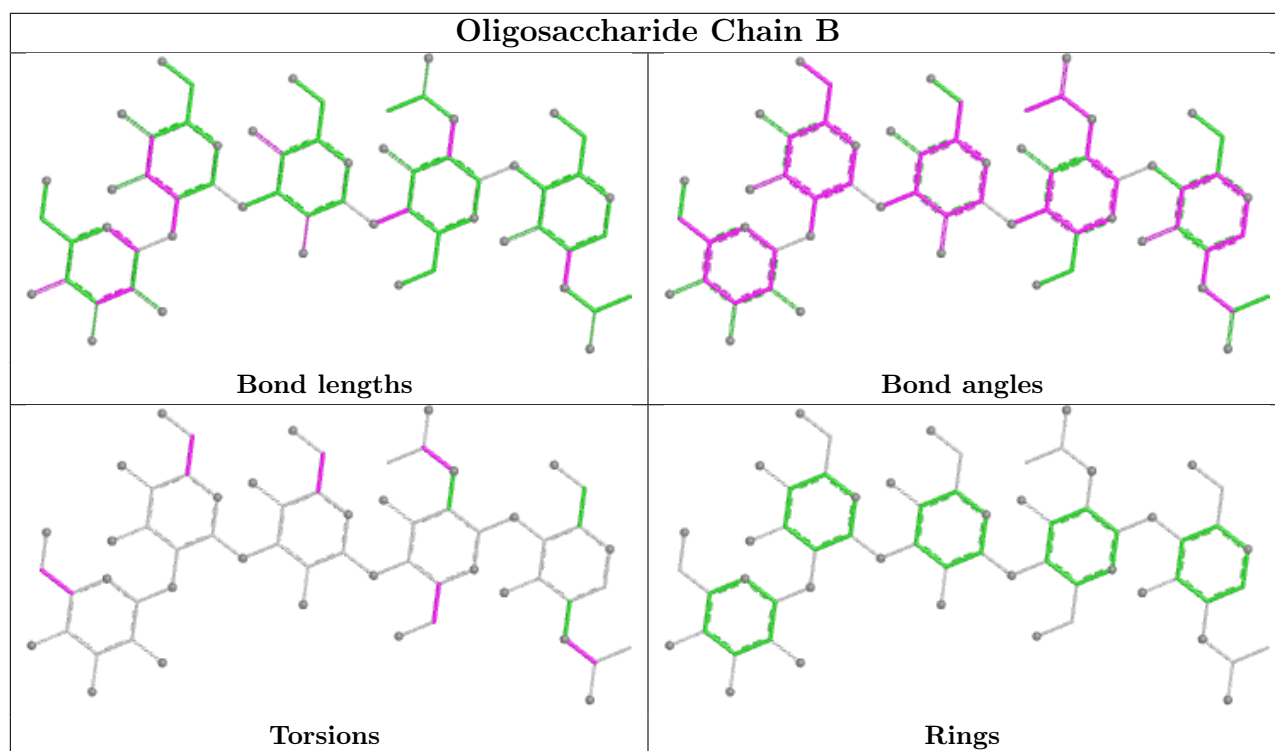 Oligosaccharide Chain B
Bond lengths
Bond angles
Torsions
Rings